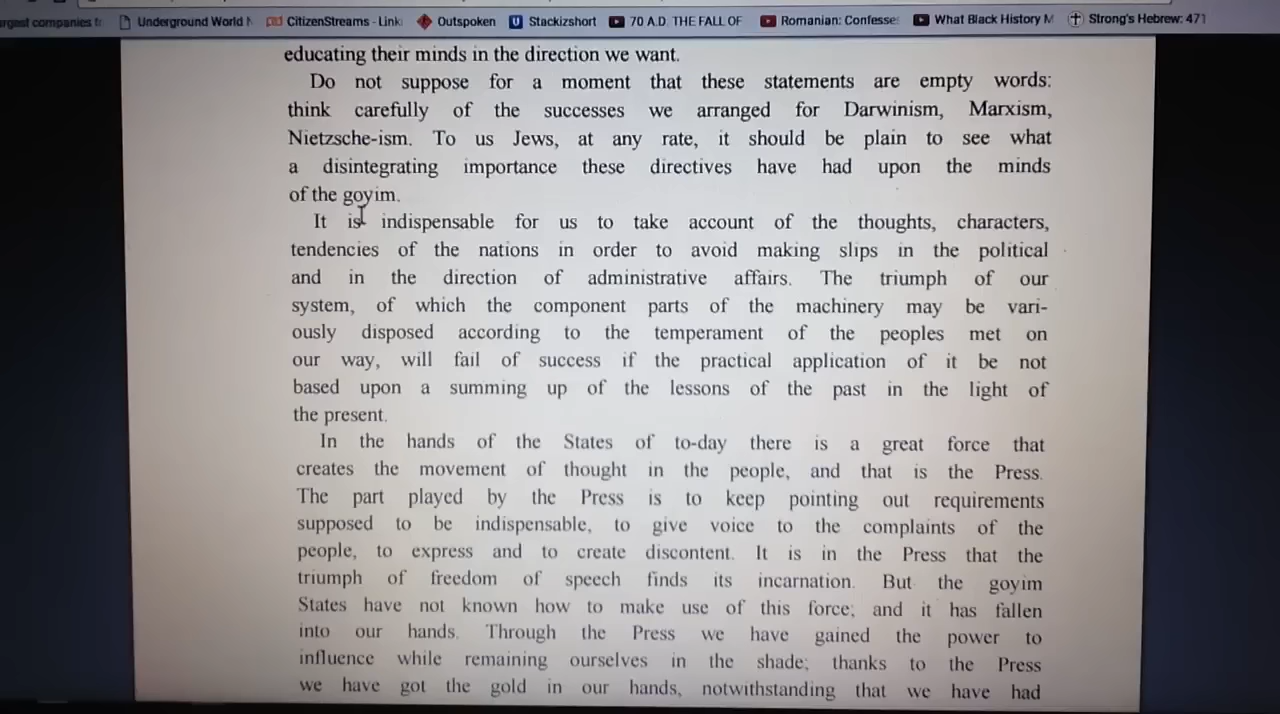 argest companies tr Underground World N CitizenStreams - Link Outspoken Stackizshort 70 A.D. THE FALL OF Romanian: Confesse What Black History M Strong's Hebrew: 471
educating their minds in the direction we want.
Do not suppose for a moment that these statements are empty words:
think carefully of the successes we arranged for Darwinism, Marxism,
Nietzsche-ism. To us Jews, at any rate, it should be plain to see what
a disintegrating importance these directives have had upon the minds
of the goyim.
It is indispensable for us to take account of the thoughts, characters,
tendencies of the nations in order to avoid making slips in the political
and in the direction of administrative affairs. The triumph of our
system, of which the component parts of the machinery may be vari-
ously disposed according to the temperament of the peoples met on
our way, will fail of success if the practical application of it be not
based upon a summing up of the lessons of the past in the light of
the present.
In the hands of the States of to-day there is a great force that
creates the movement of thought in the people, and that is the Press.
The part played by the Press is to keep pointing out requirements
supposed to be indispensable, to give voice to the complaints of the
people, to express and to create discontent. It is in the Press that the
triumph of freedom of speech finds its incarnation. But the goyim
States have not known how to make use of this force; and it has fallen
into our hands. Through the Press we have gained the power to
influence while remaining ourselves in the shade; thanks to the Press
we have got the gold in our hands, notwithstanding that we have had